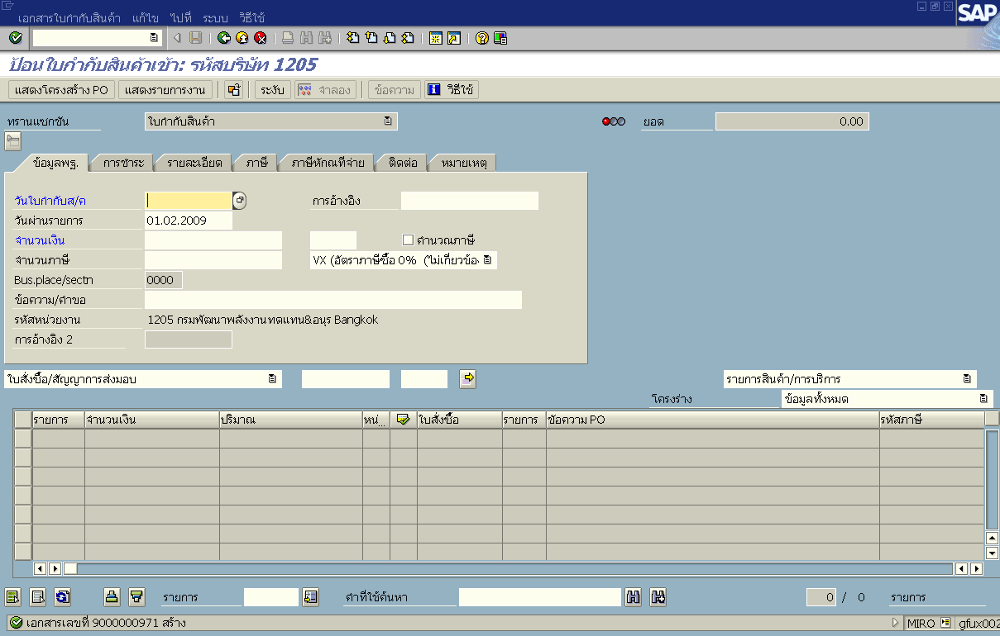 เอกสารใบกำกับสินค้า แก้ไข ไปที่ ระบบ วิธีใช้
SAP
ป้อนใบกำกับสินค้าเข้า: รหัสบริษัท 1205
แสดงโครงสร้าง PO แสดงรายการงาน ระงับ จำลอง ข้อความ วิธีใช้
ทรานแซกชัน ใบกำกับสินค้า ยอด 0.00
ข้อมูลพฐ. การชำระ รายละเอียด ภาษี ภาษีหักณที่จ่าย ติดต่อ หมายเหตุ
วันใบกำกับส/ค การอ้างอิง
วันผ่านรายการ 01.02.2009
จำนวนเงิน คำนวณภาษี
จำนวนภาษี VX (อัตราภาษีซื้อ 0% (ไม่เกี่ยวข้อง
Bus.place/sectn 0000
ข้อความ/คำขอ
รหัสหน่วยงาน 1205 กรมพัฒนาพลังงานทดแทน&อนุร Bangkok
การอ้างอิง 2
ใบสั่งซื้อ/สัญญาการส่งมอบ รายการสินค้า/การบริการ
โครงร่าง ข้อมูลทั้งหมด
รายการ จำนวนเงิน ปริมาณ หน่... ใบสั่งซื้อ รายการ ข้อความ PO รหัสภาษี
รายการ คำที่ใช้ค้นหา 0 / 0 รายการ
เอกสารเลขที่ 9000000971 สร้าง MIRO gfux002